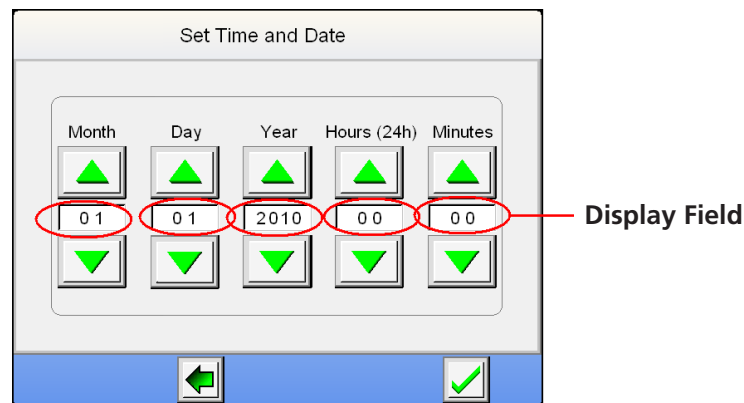 Set Time and Date
Month Day Year Hours (24h) Minutes
01 01 2010 00 00
Display Field